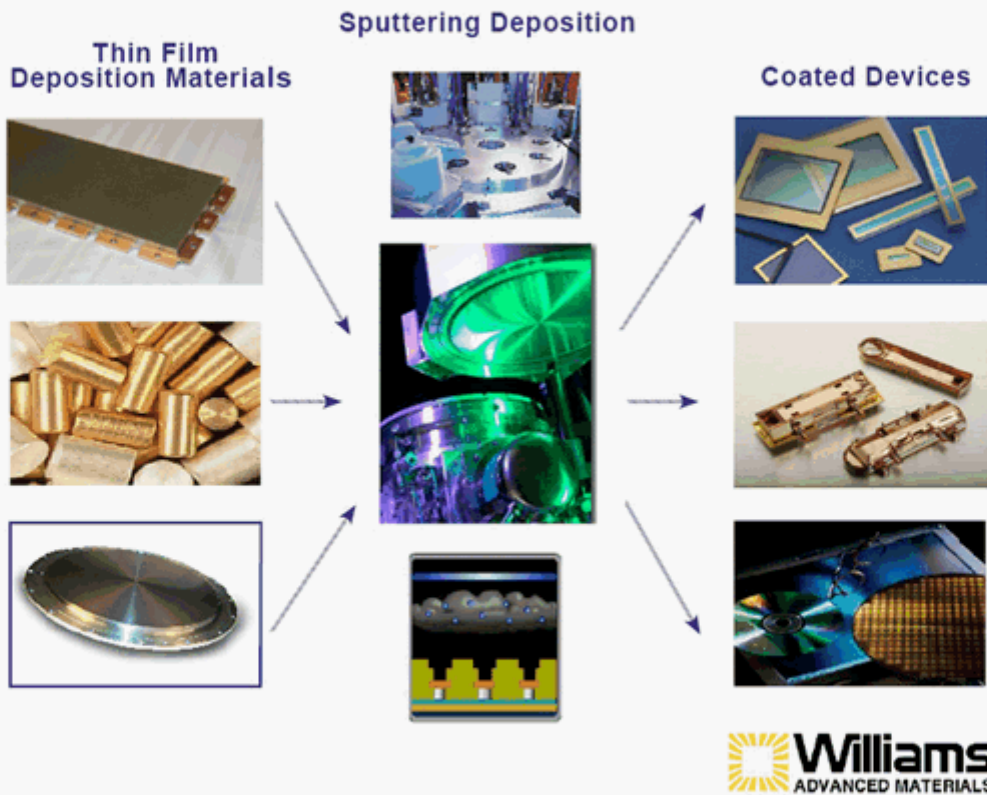 Sputtering Deposition
Thin Film
Deposition Materials
Coated Devices
Williams
ADVANCED MATERIALS